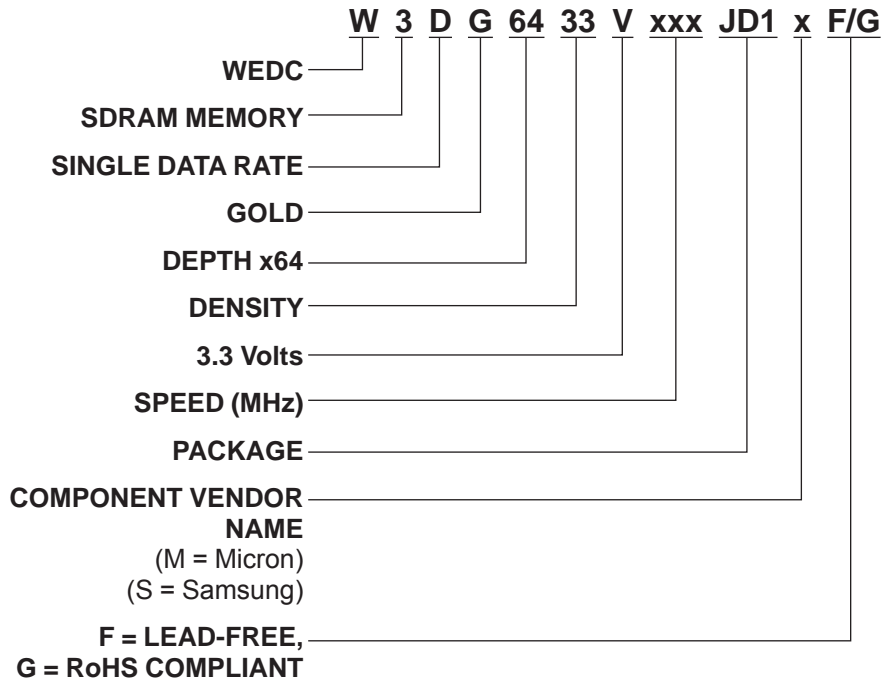 W 3 D G 64 33 V xxx JD1 x F/G
WEDC
SDRAM MEMORY
SINGLE DATA RATE
GOLD
DEPTH x64
DENSITY
3.3 Volts
SPEED (MHz)
PACKAGE
COMPONENT VENDOR
NAME
(M = Micron)
(S = Samsung)
F = LEAD-FREE,
G = RoHS COMPLIANT